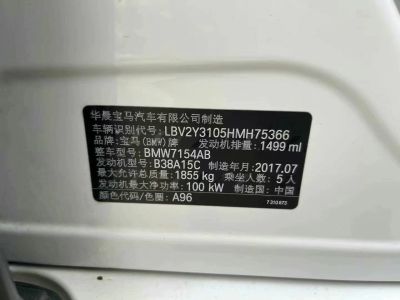 华晨宝马汽车有限公司制造
车辆识别代号: LBV2Y3105HMH75366
品牌: 宝马(BMW)牌 发动机排量: 1499 ml
整车型号: BMW7154AB
发动机型号: B38A15C 制造年月: 2017.07
最大允许总质量: 1855 kg 乘坐人数: 5 人
发动机最大净功率: 100 kW 制造国: 中国
颜色代码/色圈: A96
7310875